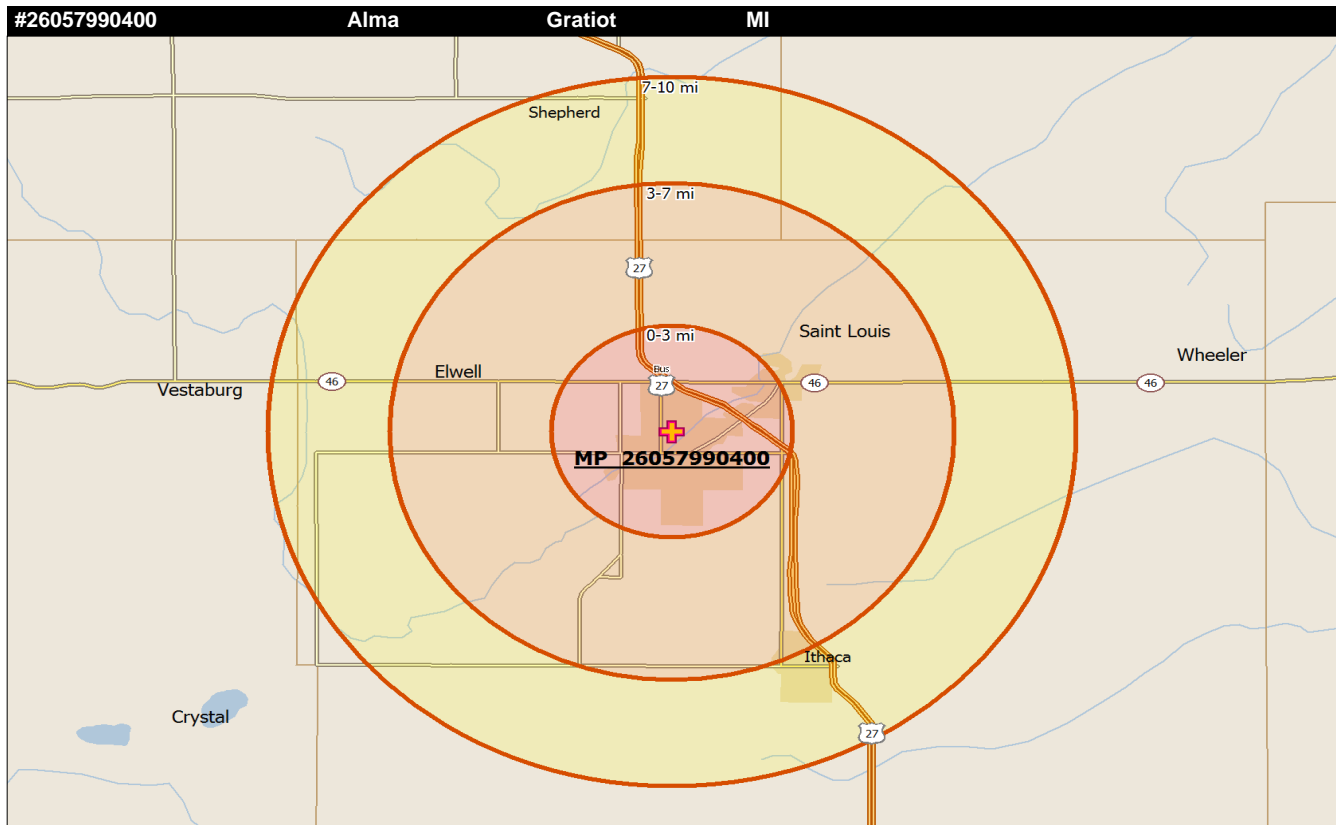 #26057990400 Alma Gratiot MI
7-10 mi
Shepherd
3-7 mi
27
0-3 mi
Saint Louis
Wheeler
Elwell
Bus
27
46
46
46
Vestaburg
MP 26057990400
Ithaca
Crystal
27